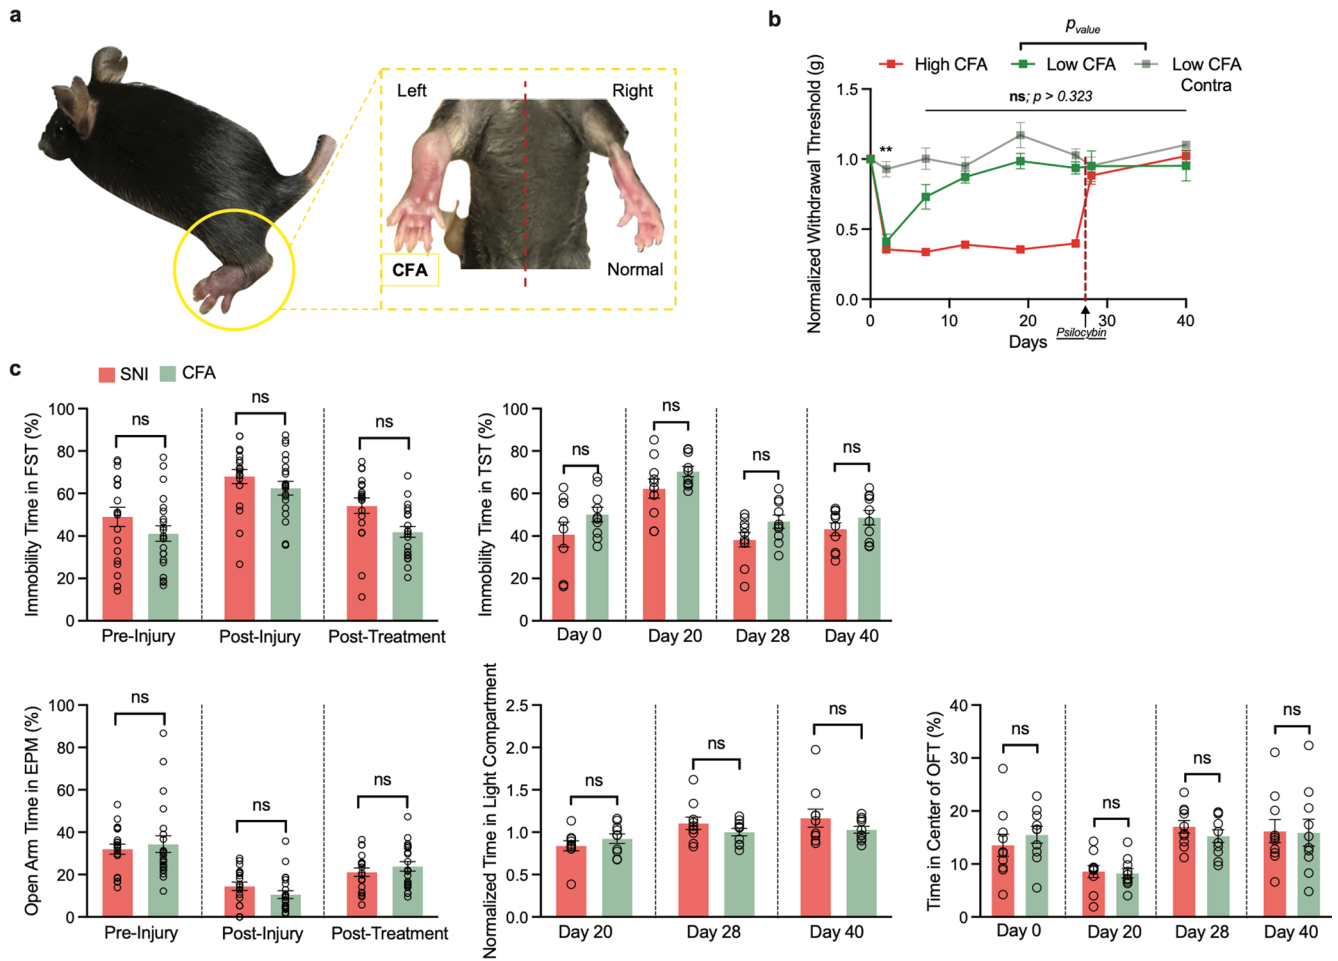 a
Left
Right
CFA
Normal
b
pvalue
High CFA
Low CFA
Low CFA
Contra
ns; p > 0.323
**
Normalized Withdrawal Threshold (g)
1.5
1.0
0.5
0.0
0
10
20
30
40
Days
Psilocybin
c
SNI
CFA
Immobility Time in FST (%)
100
80
60
40
20
0
ns
ns
ns
Pre-Injury
Post-Injury
Post-Treatment
Immobility Time in TST (%)
100
80
60
40
20
0
ns
ns
ns
ns
Day 0
Day 20
Day 28
Day 40
Open Arm Time in EPM (%)
100
80
60
40
20
0
ns
ns
ns
Pre-Injury
Post-Injury
Post-Treatment
Normalized Time in Light Compartment
2.5
2.0
1.5
1.0
0.5
0.0
ns
ns
ns
Day 20
Day 28
Day 40
Time in Center of OFT (%)
40
30
20
10
0
ns
ns
ns
ns
Day 0
Day 20
Day 28
Day 40